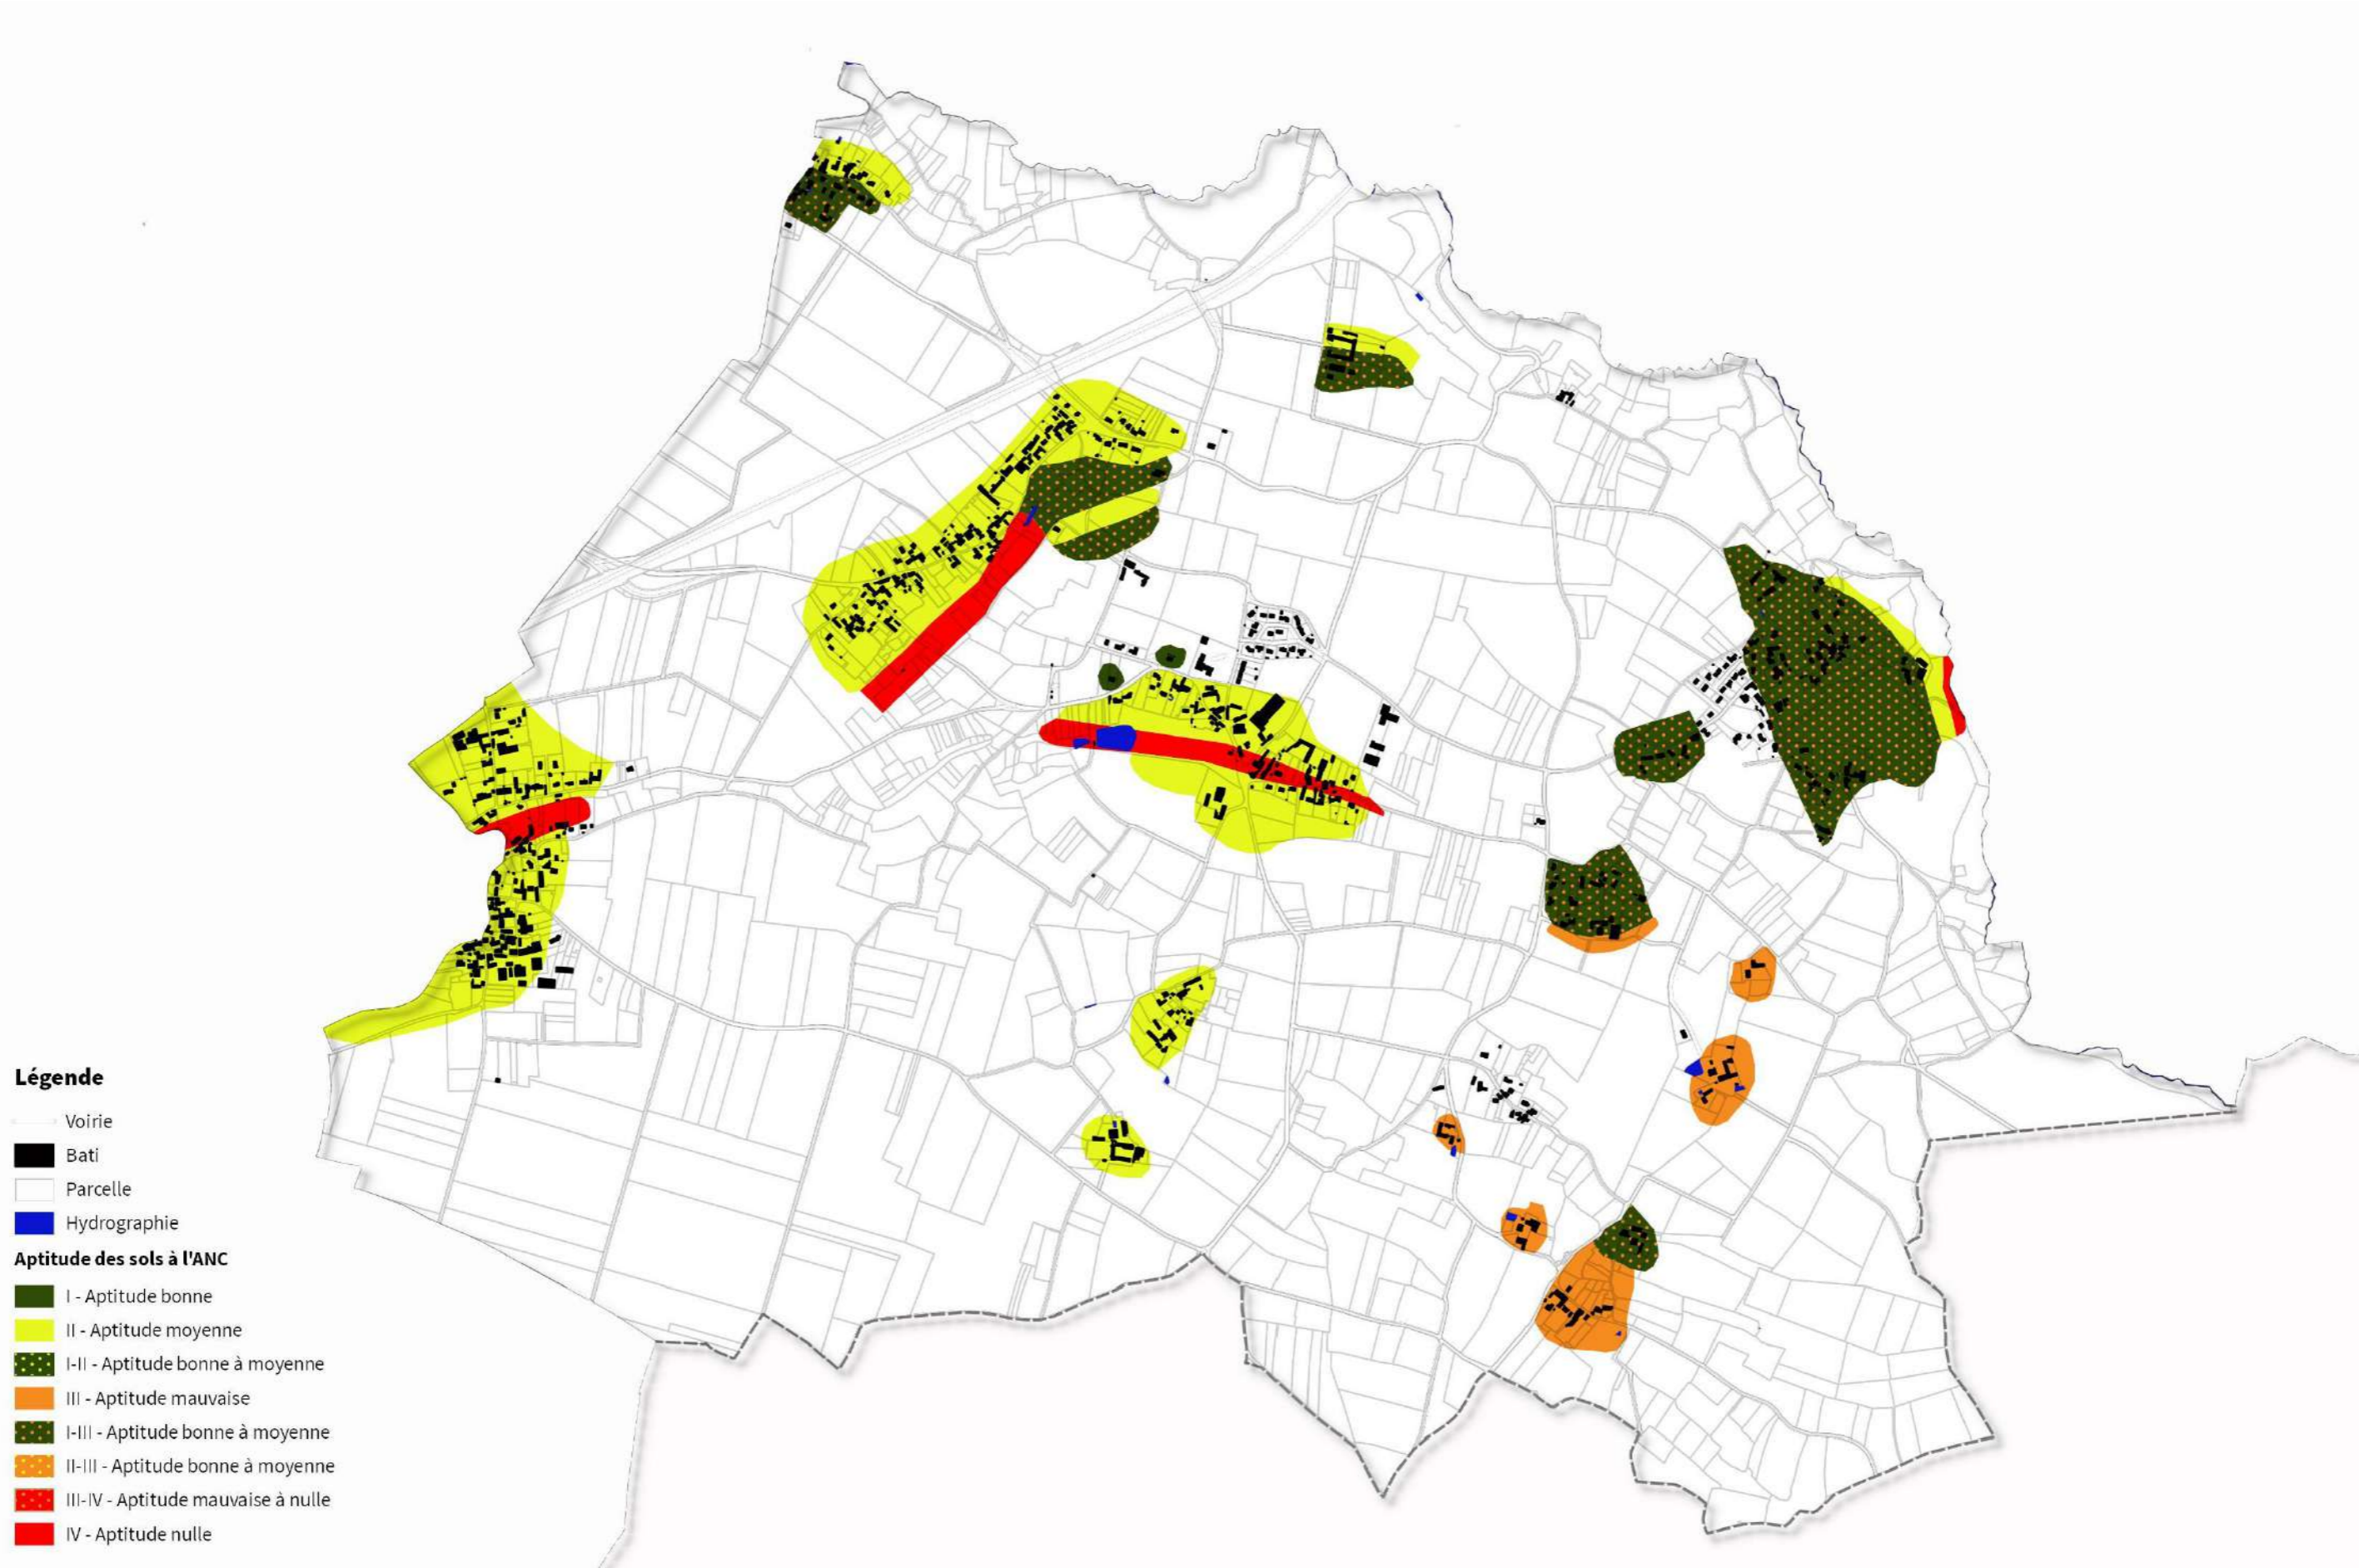 Légende
Voirie
Bati
Parcelle
Hydrographie
Aptitude des sols à l'ANC
I - Aptitude bonne
II - Aptitude moyenne
I-II - Aptitude bonne à moyenne
III - Aptitude mauvaise
I-III - Aptitude bonne à moyenne
II-III - Aptitude bonne à moyenne
III-IV - Aptitude mauvaise à nulle
IV - Aptitude nulle